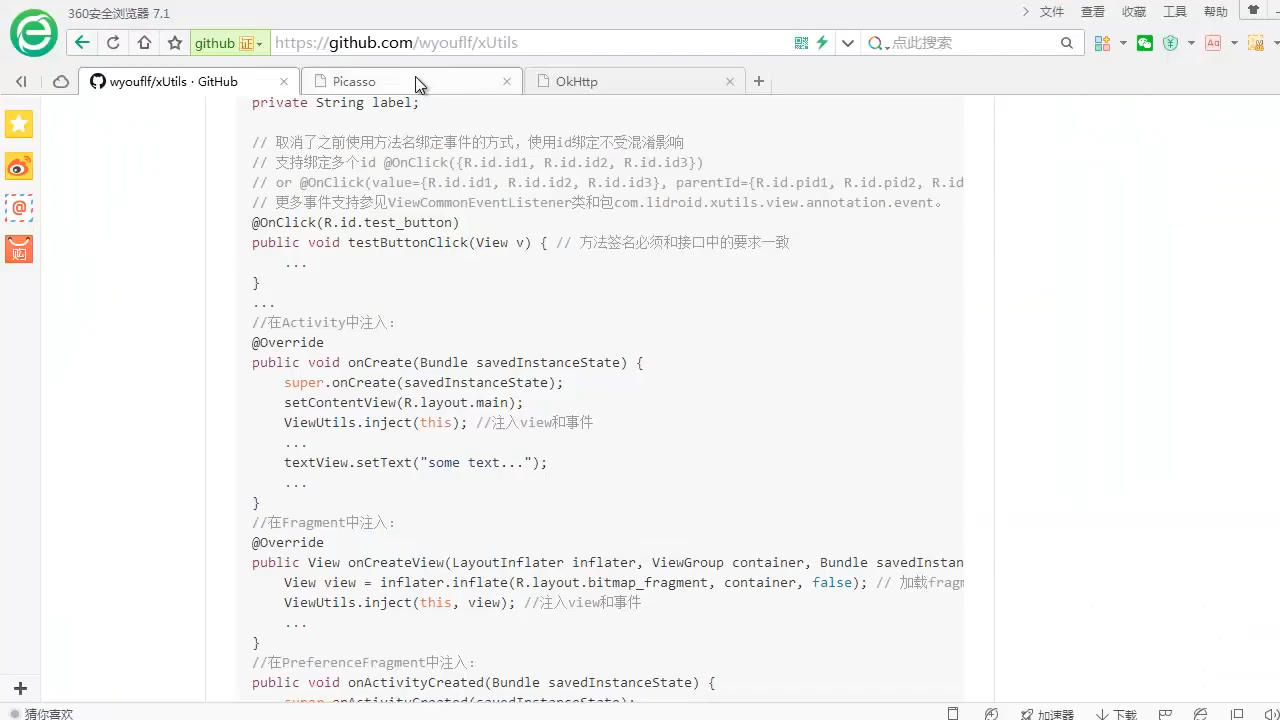 360安全浏览器 7.1
文件 查看 收藏 工具 帮助
github 证 https://github.com/wyouflf/xUtils 点此搜索
wyouflf/xUtils · GitHub Picasso OkHttp
private String label;
// 取消了之前使用方法名绑定事件的方式，使用id绑定不受混淆影响
// 支持绑定多个id @OnClick({R.id.id1, R.id.id2, R.id.id3})
// or @OnClick(value={R.id.id1, R.id.id2, R.id.id3}, parentId={R.id.pid1, R.id.pid2, R.id
// 更多事件支持参见ViewCommonEventListener类和包com.lidroid.xutils.view.annotation.event。
@OnClick(R.id.test_button)
public void testButtonClick(View v) { // 方法签名必须和接口中的要求一致
...
}
...
//在Activity中注入：
@Override
public void onCreate(Bundle savedInstanceState) {
super.onCreate(savedInstanceState);
setContentView(R.layout.main);
ViewUtils.inject(this); //注入view和事件
...
textView.setText("some text...");
...
}
//在Fragment中注入：
@Override
public View onCreateView(LayoutInflater inflater, ViewGroup container, Bundle savedInstan
View view = inflater.inflate(R.layout.bitmap_fragment, container, false); // 加载fragm
ViewUtils.inject(this, view); //注入view和事件
...
}
//在PreferenceFragment中注入：
public void onActivityCreated(Bundle savedInstanceState) {
super.onActivityCreated(savedInstanceState);
猜你喜欢 加速器 下载